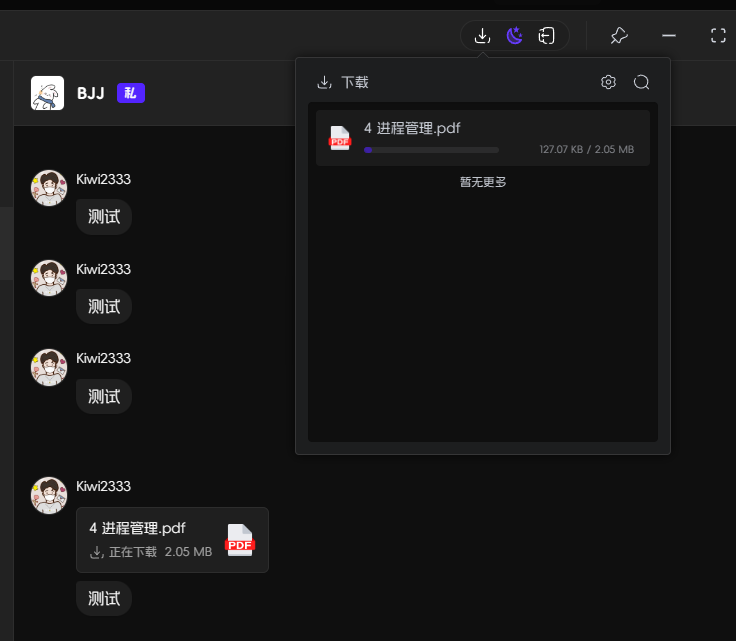 下载
4 进程管理.pdf
PDF
127.07 KB / 2.05 MB
暂无更多
BJJ 私
Kiwi2333
测试
Kiwi2333
测试
Kiwi2333
测试
Kiwi2333
4 进程管理.pdf
正在下载 2.05 MB
PDF
测试